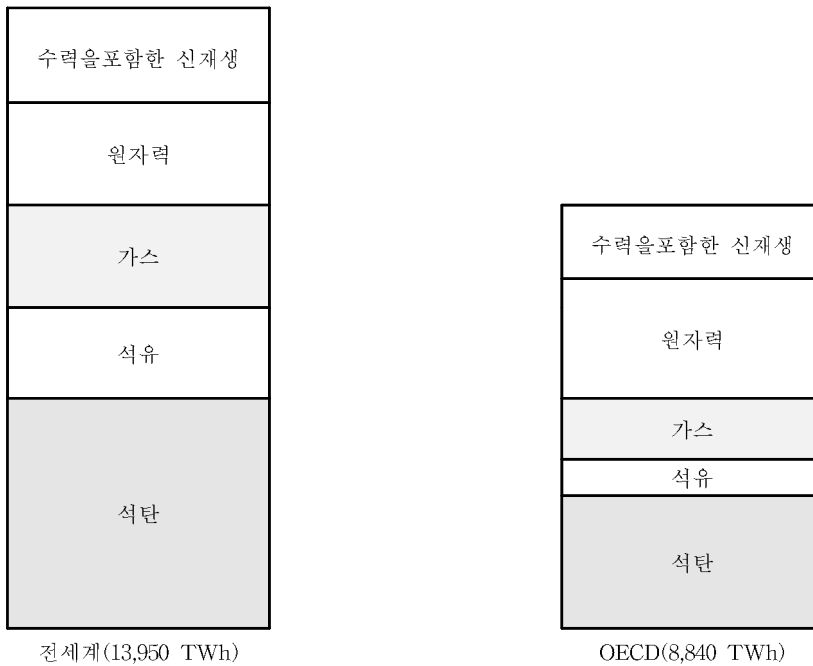 수력을포함한 신재생
원자력
가스
석유
석탄
전세계(13,950 TWh)
수력을포함한 신재생
원자력
가스
석유
석탄
OECD(8,840 TWh)